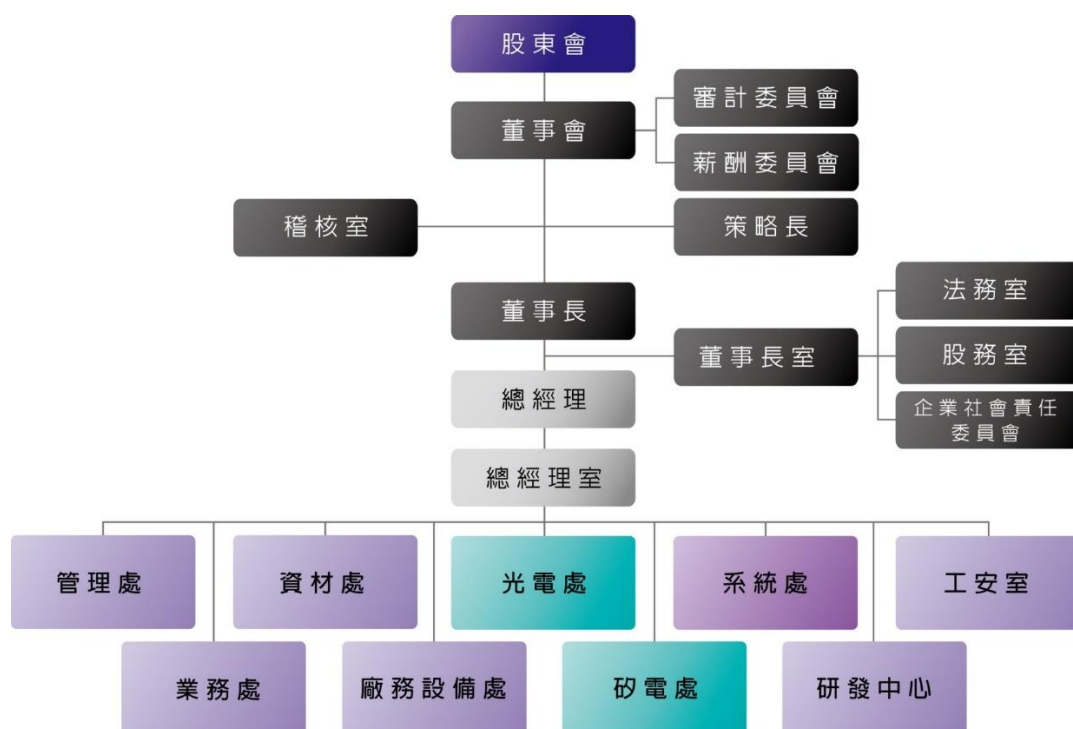 股東會
董事會
審計委員會
薪酬委員會
稽核室
策略長
董事長
董事長室
法務室
股務室
企業社會責任
委員會
總經理
總經理室
管理處
資材處
光電處
系統處
工安室
業務處
廠務設備處
矽電處
研發中心